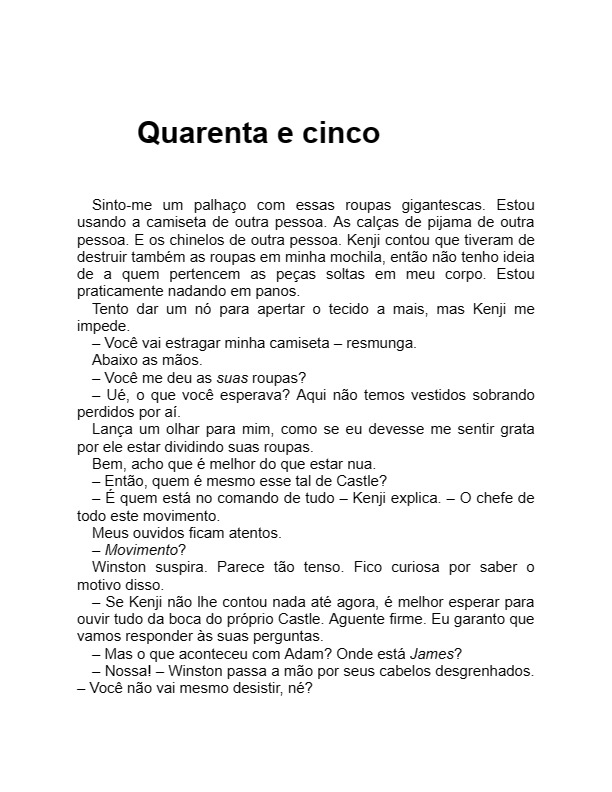 Quarenta e cinco
Sinto-me um palhaço com essas roupas gigantescas. Estou
usando a camiseta de outra pessoa. As calças de pijama de outra
pessoa. E os chinelos de outra pessoa. Kenji contou que tiveram de
destruir também as roupas em minha mochila, então não tenho ideia
de a quem pertencem as peças soltas em meu corpo. Estou
praticamente nadando em panos.
Tento dar um nó para apertar o tecido a mais, mas Kenji me
impede.
– Você vai estragar minha camiseta – resmunga.
Abaixo as mãos.
– Você me deu as suas roupas?
– Ué, o que você esperava? Aqui não temos vestidos sobrando
perdidos por aí.
Lança um olhar para mim, como se eu devesse me sentir grata
por ele estar dividindo suas roupas.
Bem, acho que é melhor do que estar nua.
– Então, quem é mesmo esse tal de Castle?
– É quem está no comando de tudo – Kenji explica. – O chefe de
todo este movimento.
Meus ouvidos ficam atentos.
– Movimento?
Winston suspira. Parece tão tenso. Fico curiosa por saber o
motivo disso.
– Se Kenji não lhe contou nada até agora, é melhor esperar para
ouvir tudo da boca do próprio Castle. Aguente firme. Eu garanto que
vamos responder às suas perguntas.
– Mas o que aconteceu com Adam? Onde está James?
– Nossa! – Winston passa a mão por seus cabelos desgrenhados.
– Você não vai mesmo desistir, né?